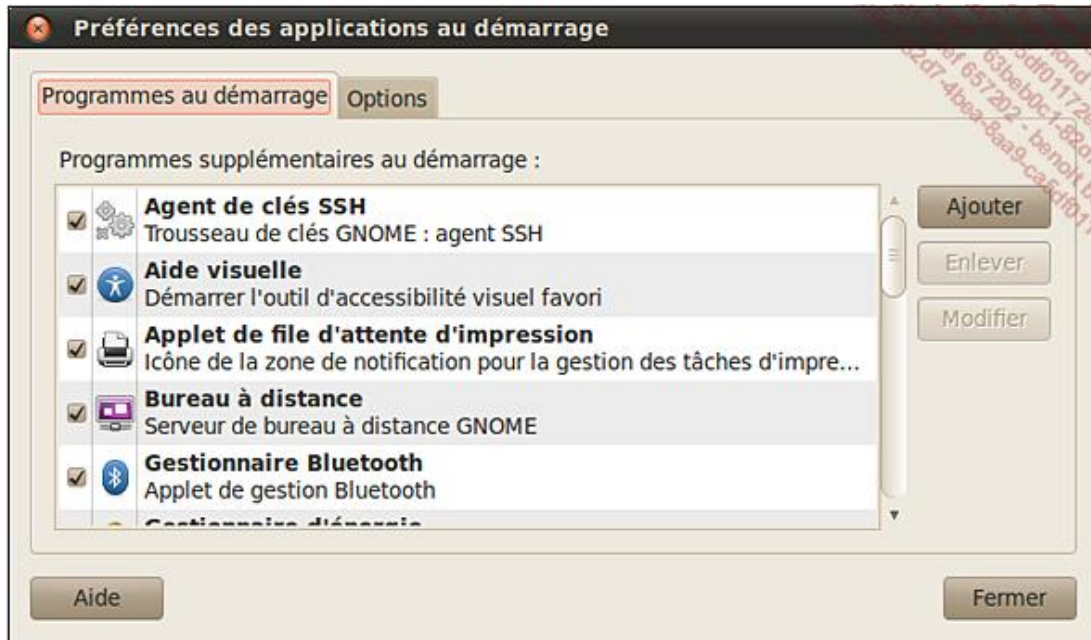 Préférences des applications au démarrage
Programmes au démarrage
Options
Programmes supplémentaires au démarrage :
Agent de clés SSH
Trousseau de clés GNOME : agent SSH
Aide visuelle
Démarrer l'outil d'accessibilité visuel favori
Applet de file d'attente d'impression
Icône de la zone de notification pour la gestion des tâches d'impre...
Bureau à distance
Serveur de bureau à distance GNOME
Gestionnaire Bluetooth
Applet de gestion Bluetooth
Gestionnaire d'énergie
Ajouter
Enlever
Modifier
Aide
Fermer